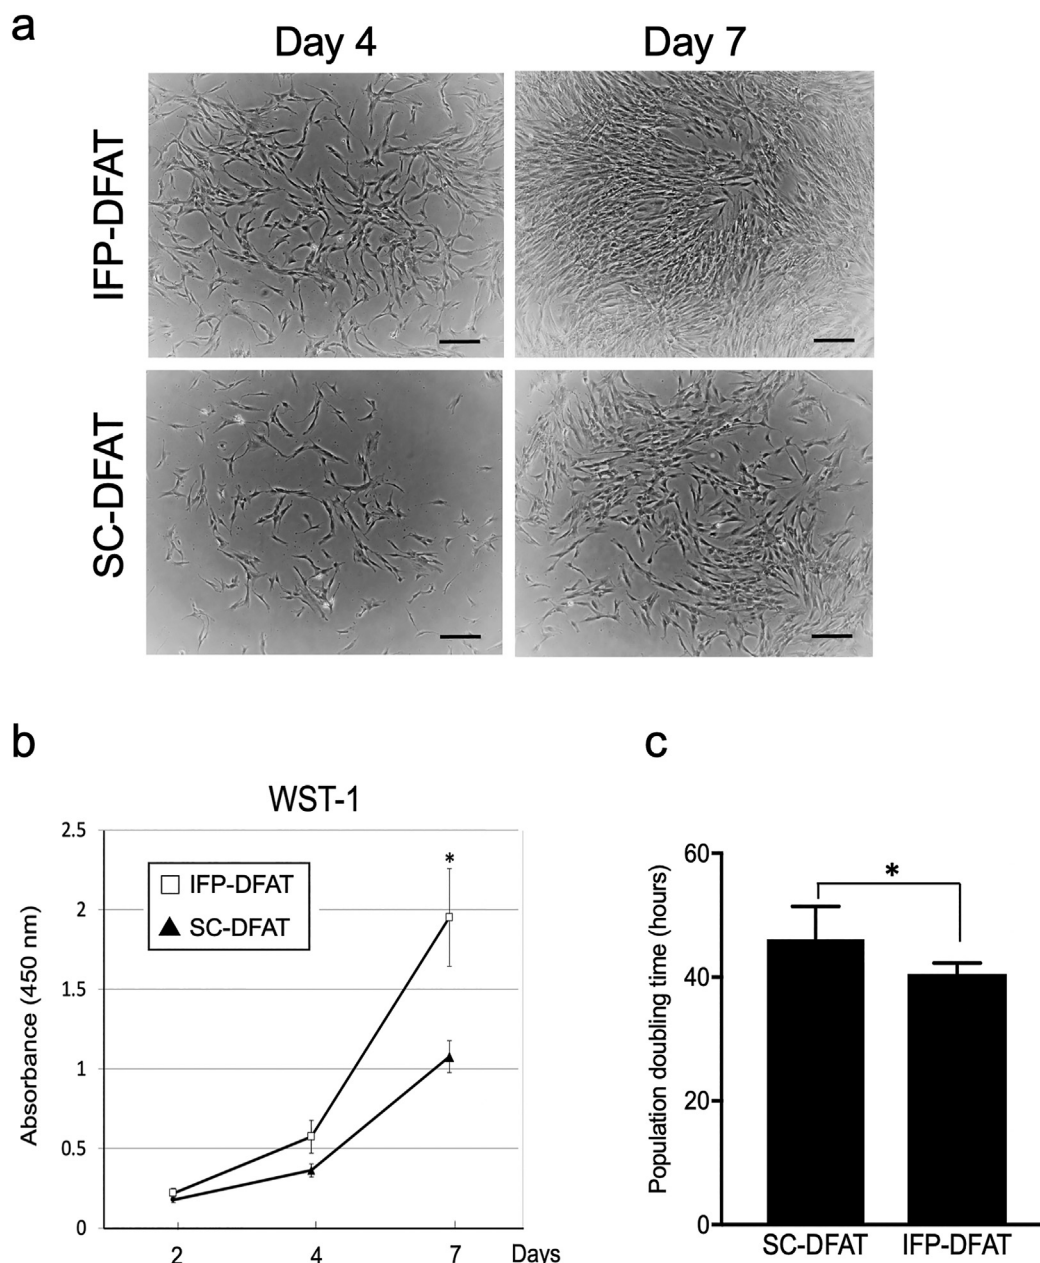 a
Day 4
Day 7
IFP-DFAT
SC-DFAT
b
WST-1
Absorbance (450 nm)
2.5
2
1.5
1
0.5
0
IFP-DFAT
SC-DFAT
*
2
4
7
Days
c
Population doubling time (hours)
60
40
20
0
*
SC-DFAT
IFP-DFAT